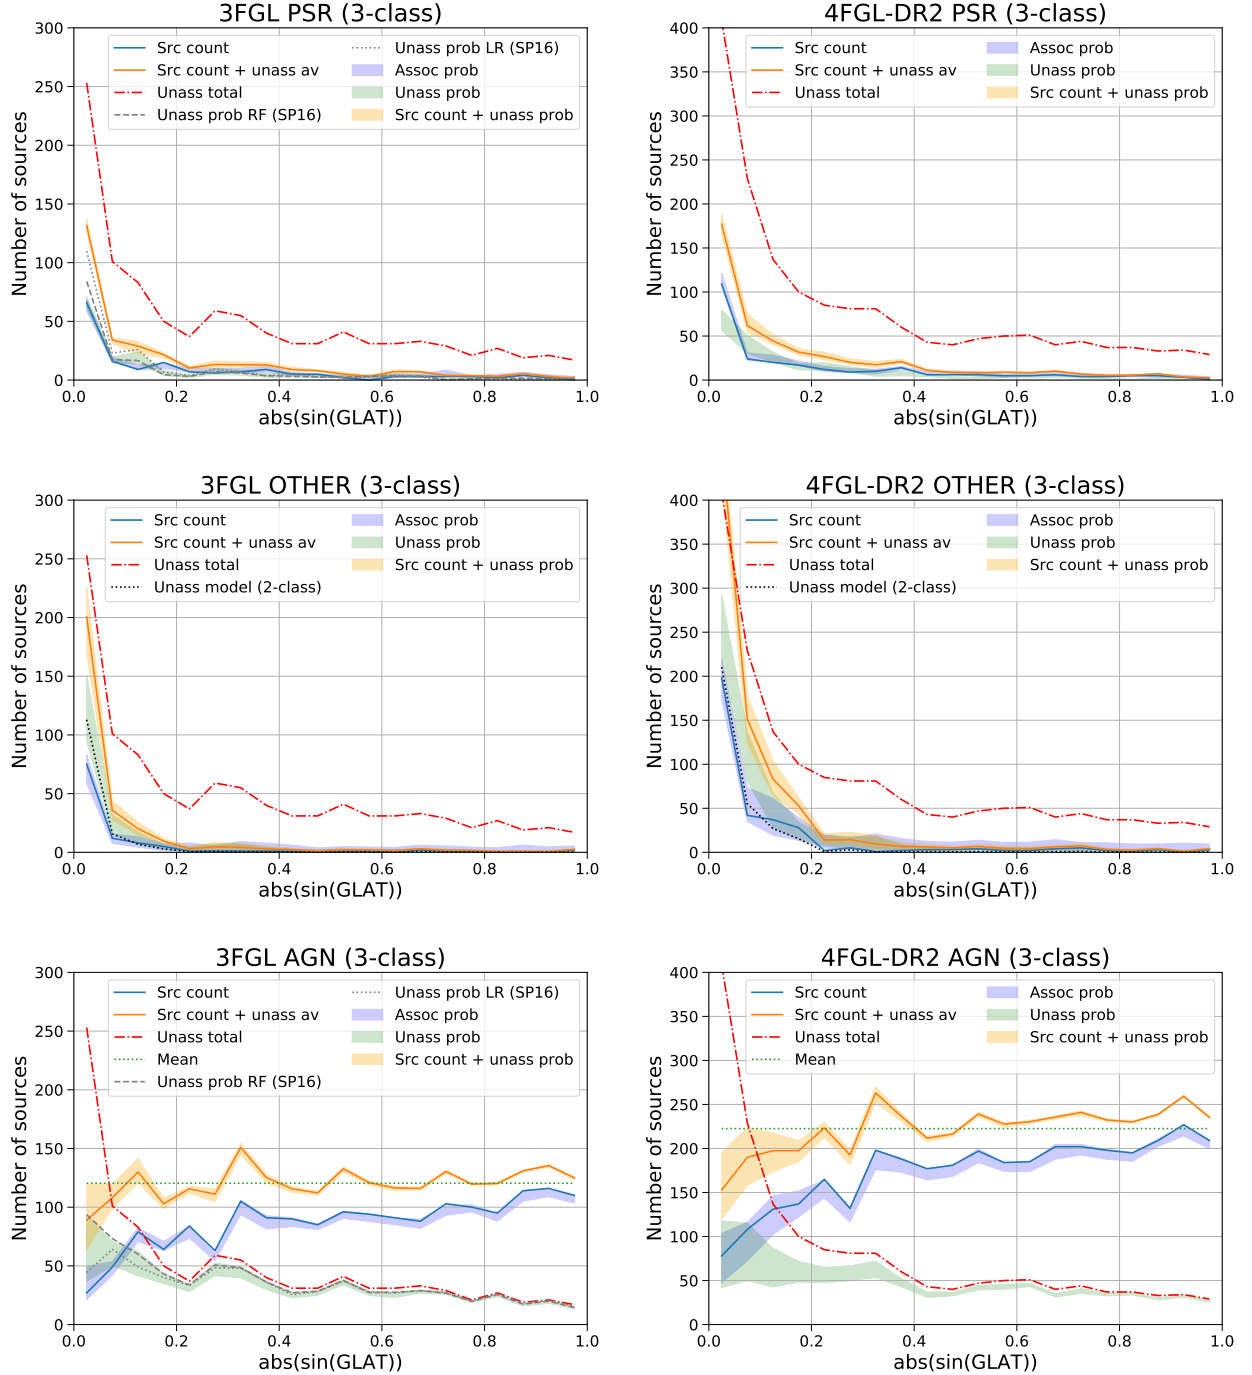 3FGL PSR (3-class)
Number of sources
300
250
200
150
100
50
0
Src count
Src count + unass av
Unass total
Unass prob RF (SP16)
Unass prob LR (SP16)
Assoc prob
Unass prob
Src count + unass prob
0.0 0.2 0.4 0.6 0.8 1.0
abs(sin(GLAT))
4FGL-DR2 PSR (3-class)
Number of sources
400
350
300
250
200
150
100
50
0
Src count
Src count + unass av
Unass total
Assoc prob
Unass prob
Src count + unass prob
0.0 0.2 0.4 0.6 0.8 1.0
abs(sin(GLAT))
3FGL OTHER (3-class)
Number of sources
300
250
200
150
100
50
0
Src count
Src count + unass av
Unass total
Unass model (2-class)
Assoc prob
Unass prob
Src count + unass prob
0.0 0.2 0.4 0.6 0.8 1.0
abs(sin(GLAT))
4FGL-DR2 OTHER (3-class)
Number of sources
400
350
300
250
200
150
100
50
0
Src count
Src count + unass av
Unass total
Unass model (2-class)
Assoc prob
Unass prob
Src count + unass prob
0.0 0.2 0.4 0.6 0.8 1.0
abs(sin(GLAT))
3FGL AGN (3-class)
Number of sources
300
250
200
150
100
50
0
Src count
Src count + unass av
Unass total
Mean
Unass prob RF (SP16)
Unass prob LR (SP16)
Assoc prob
Unass prob
Src count + unass prob
0.0 0.2 0.4 0.6 0.8 1.0
abs(sin(GLAT))
4FGL-DR2 AGN (3-class)
Number of sources
400
350
300
250
200
150
100
50
0
Src count
Src count + unass av
Unass total
Mean
Assoc prob
Unass prob
Src count + unass prob
0.0 0.2 0.4 0.6 0.8 1.0
abs(sin(GLAT))